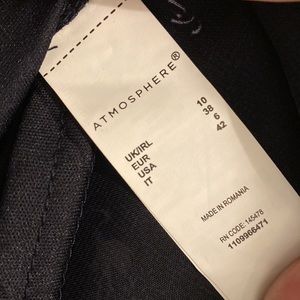 ATMOSPHERE®
UK/IRL 10
EUR 38
USA 6
IT 42
MADE IN ROMANIA
RN CODE: 145478
1109966471